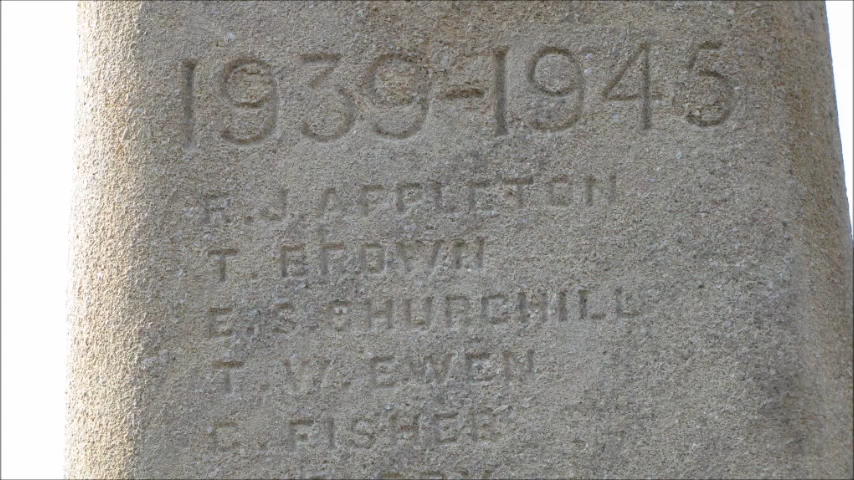 1939-1945
R.J. APPLETON
T. BROWN
E.S. CHURCHILL
T.W. EWEN
C. FISHER